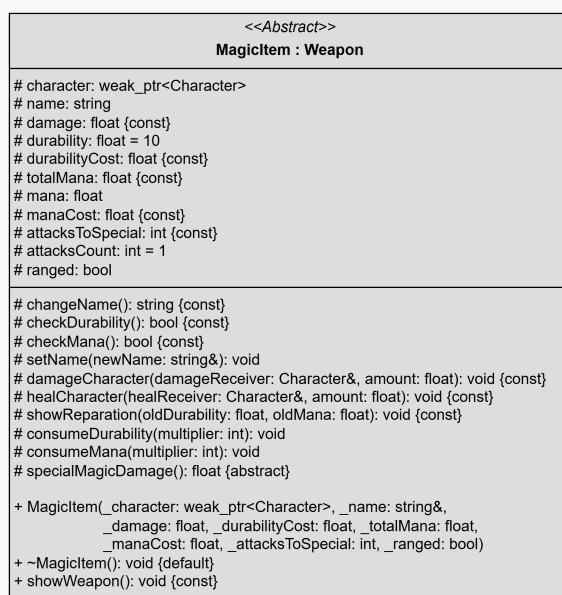 <<Abstract>>
MagicItem : Weapon
# character: weak_ptr<Character>
# name: string
# damage: float {const}
# durability: float = 10
# durabilityCost: float {const}
# totalMana: float {const}
# mana: float
# manaCost: float {const}
# attacksToSpecial: int {const}
# attacksCount: int = 1
# ranged: bool
# changeName(): string {const}
# checkDurability(): bool {const}
# checkMana(): bool {const}
# setName(newName: string&): void
# damageCharacter(damageReceiver: Character&, amount: float): void {const}
# healCharacter(healReceiver: Character&, amount: float): void {const}
# showReparation(oldDurability: float, oldMana: float): void {const}
# consumeDurability(multiplier: int): void
# consumeMana(multiplier: int): void
# specialMagicDamage(): float {abstract}
+ MagicItem(_character: weak_ptr<Character>, _name: string&,
_damage: float, _durabilityCost: float, _totalMana: float,
_manaCost: float, _attacksToSpecial: int, _ranged: bool)
+ ~MagicItem(): void {default}
+ showWeapon(): void {const}